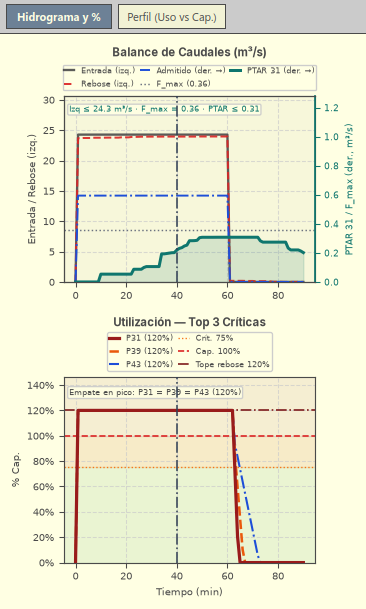 Hidrograma y %
Perfil (Uso vs Cap.)
Balance de Caudales (m³/s)
Entrada (izq.)
Admitido (der. →)
PTAR 31 (der. →)
Rebose (izq.)
F_max (0.36)
Izq ≤ 24.3 m³/s · F_max = 0.36 · PTAR ≤ 0.31
Entrada / Rebose (izq.)
30
25
20
15
10
5
0
1.2
1.0
0.8
0.6
0.4
0.2
0.0
PTAR 31 / F_max (der., m³/s)
0
20
40
60
80
Utilización — Top 3 Críticas
P31 (120%)
Crít. 75%
P39 (120%)
Cap. 100%
P43 (120%)
Tope rebose 120%
Empate en pico: P31 = P39 = P43 (120%)
% Cap.
140%
120%
100%
80%
60%
40%
20%
0%
0
20
40
60
80
Tiempo (min)